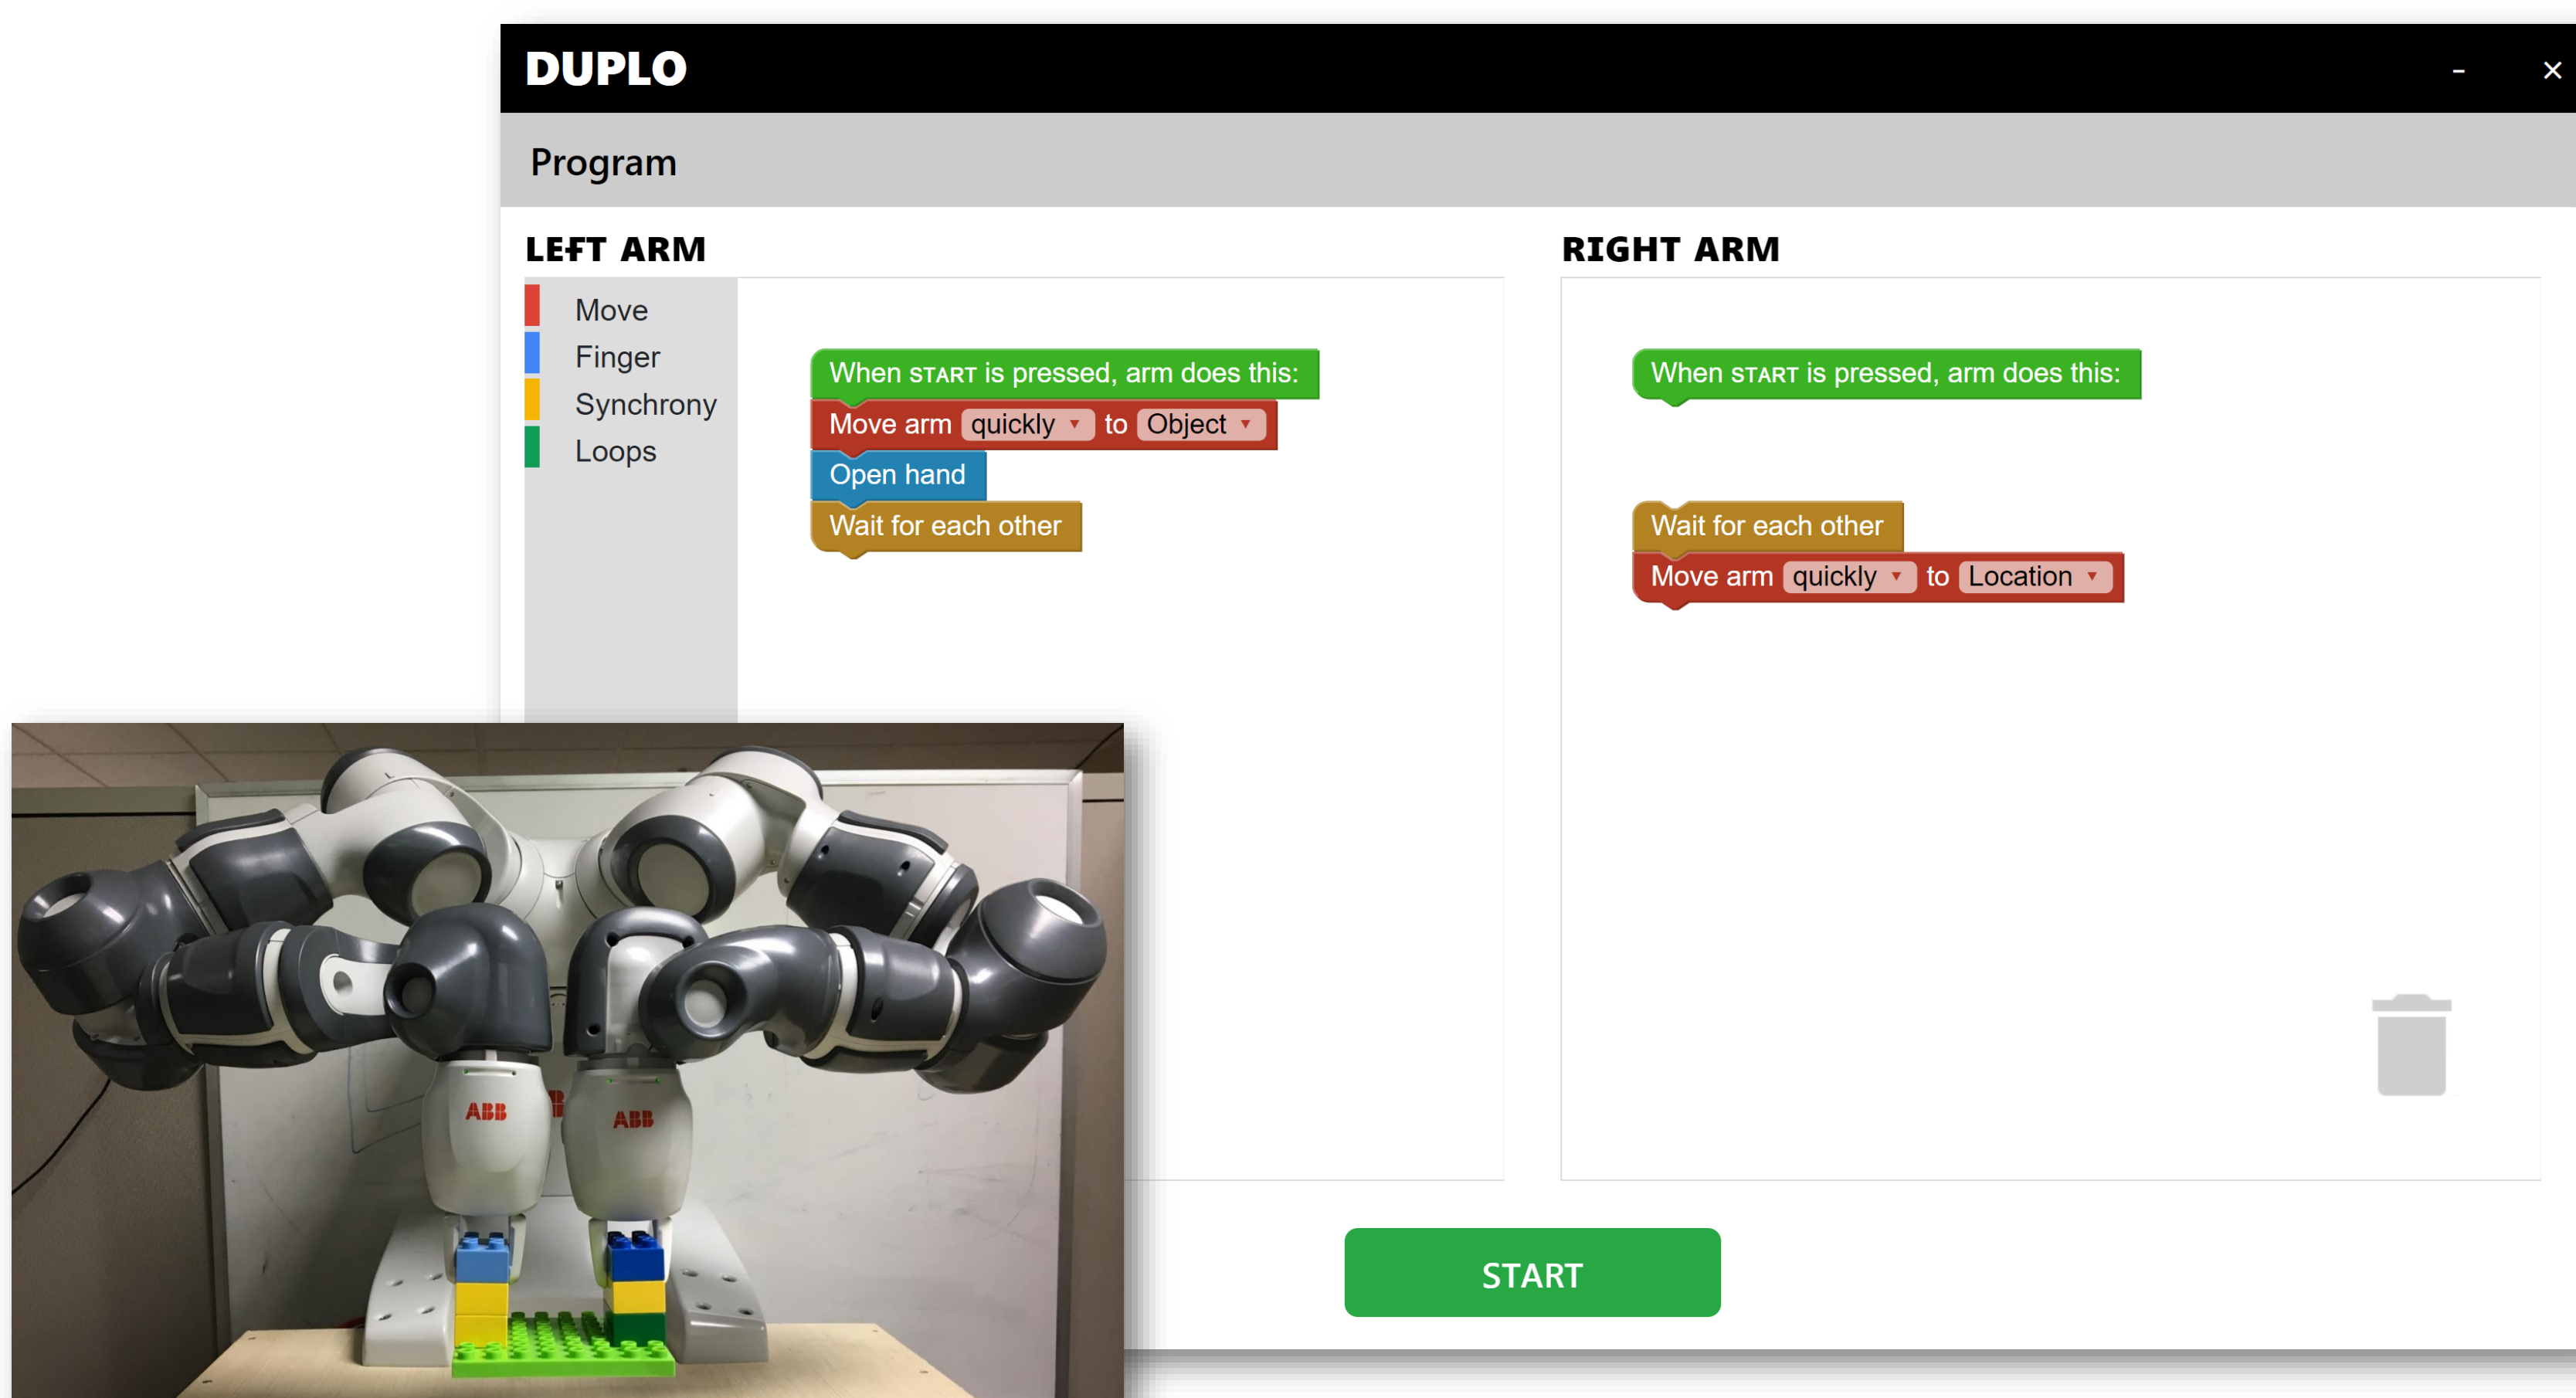 DUPLO
Program
LEFT ARM
Move
Finger
Synchrony
Loops
When START is pressed, arm does this:
Move arm quickly to Object
Open hand
Wait for each other
RIGHT ARM
When START is pressed, arm does this:
Wait for each other
Move arm quickly to Location
START
ABB
ABB